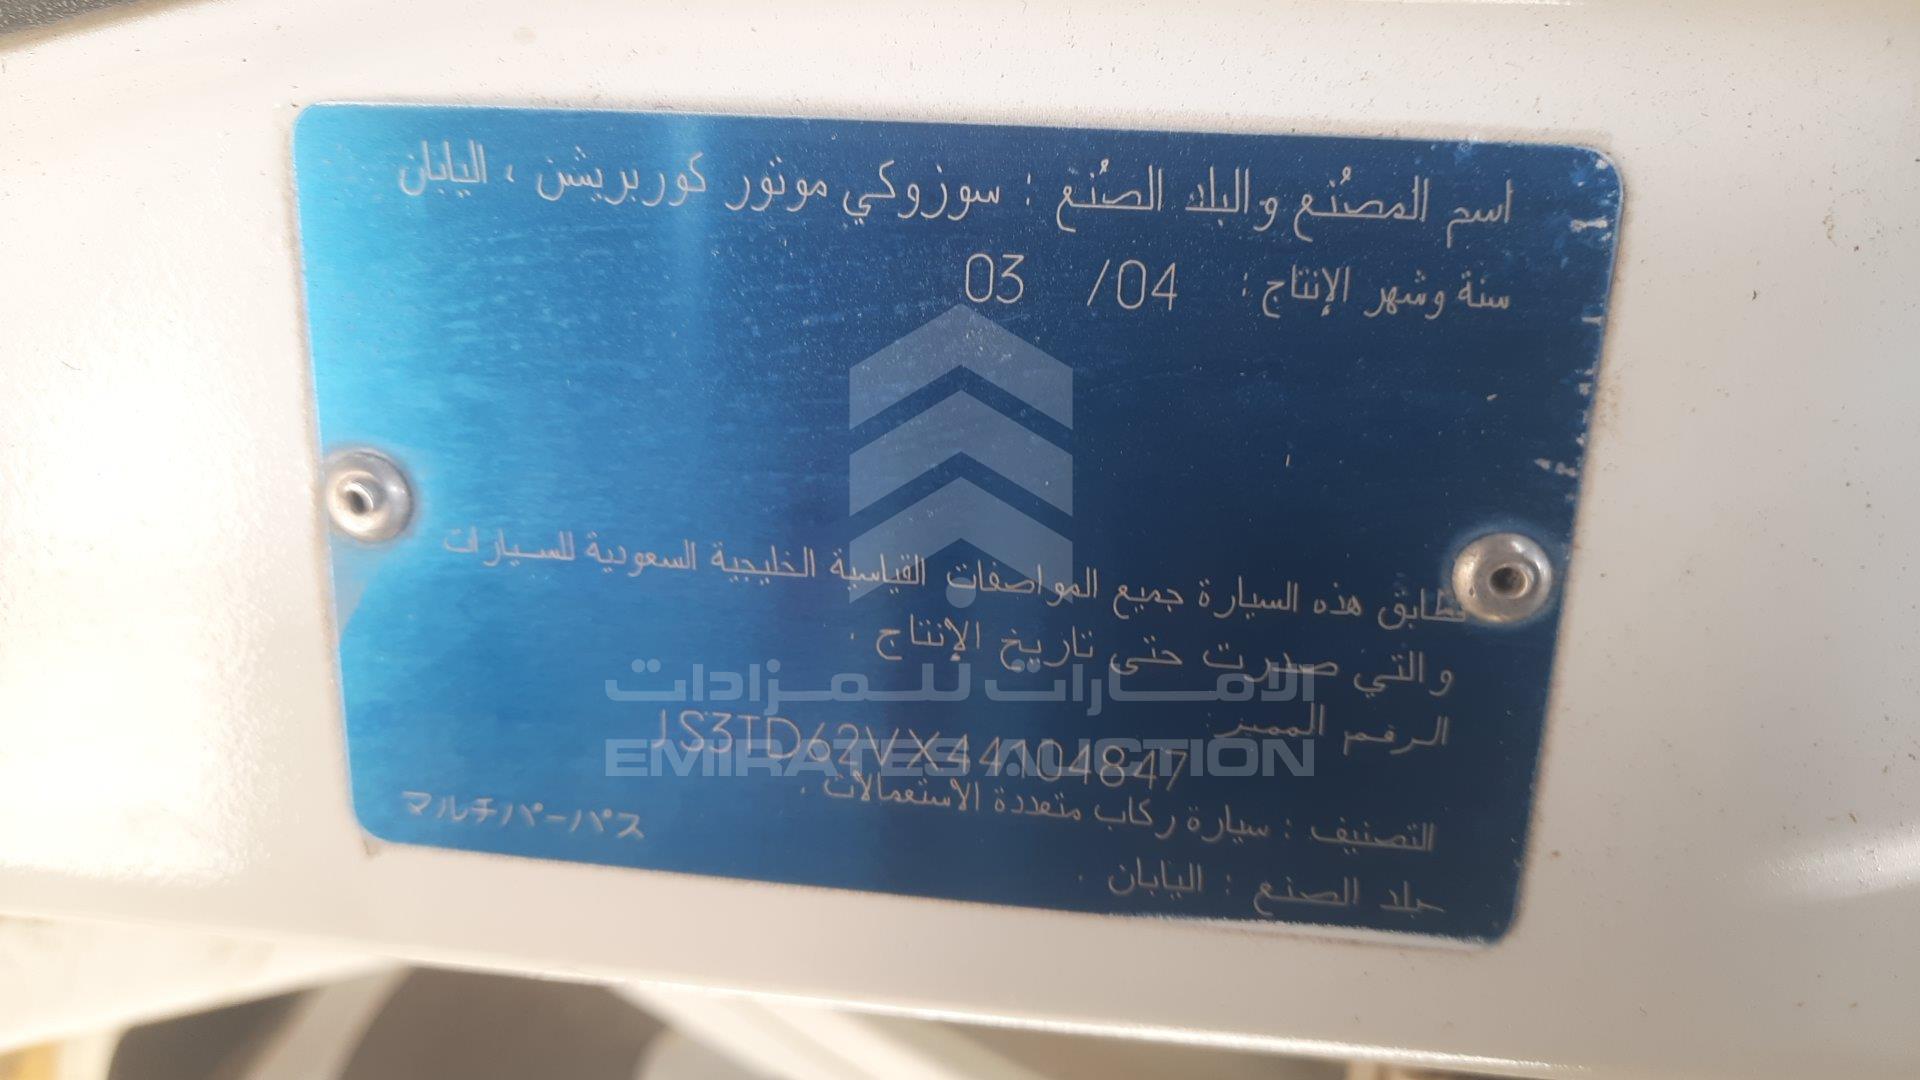 اسم المصنع والبلد الصنع : سوزوكي موتور كوربريشن ، اليابان
سنة وشهر الإنتاج : 03 /04
تطابق هذه السيارة جميع المواصفات القياسية الخليجية السعودية للسيارات
والتي صدرت حتى تاريخ الإنتاج .
الامارات للمزادات
الرقم المميز: JS3TD62VX44104847
EMIRATES AUCTION
التصنيف : سيارة ركاب متعددة الاستعمالات .
マルチパーパス
بلد الصنع : اليابان .